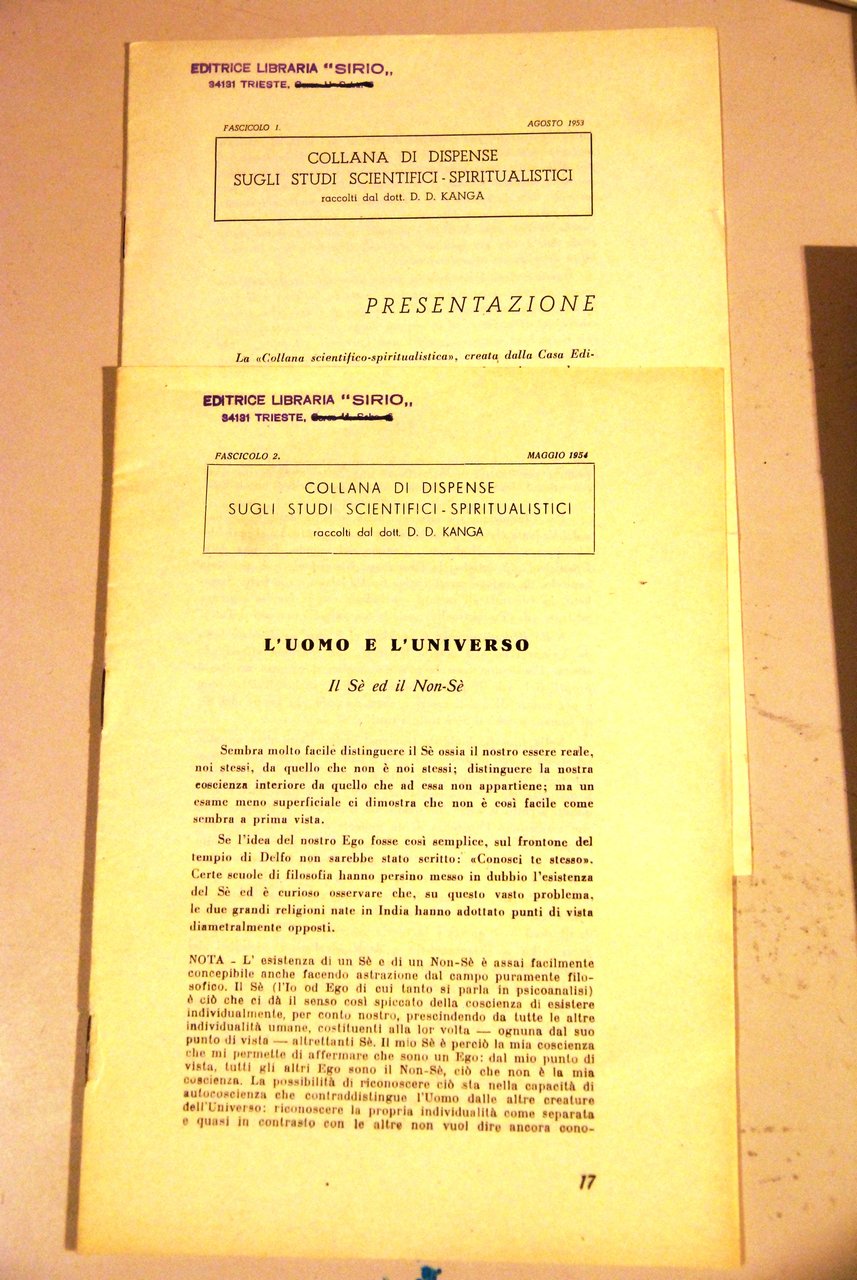 EDITRICE LIBRARIA "SIRIO„
34131 TRIESTE,
FASCICOLO 1.
AGOSTO 1953
COLLANA DI DISPENSE
SUGLI STUDI SCIENTIFICI - SPIRITUALISTICI
raccolti dal dott. D. D. KANGA
PRESENTAZIONE
La «Collana scientifico-spiritualistica», creata dalla Casa Edi-
EDITRICE LIBRARIA "SIRIO„
34131 TRIESTE,
FASCICOLO 2.
MAGGIO 1954
COLLANA DI DISPENSE
SUGLI STUDI SCIENTIFICI - SPIRITUALISTICI
raccolti dal dott. D. D. KANGA
L'UOMO E L'UNIVERSO
Il Sè ed il Non-Sè
Sembra molto facile distinguere il Sè ossia il nostro essere reale,
noi stessi, da quello che non è noi stessi; distinguere la nostra
coscienza interiore da quello che ad essa non appartiene; ma un
esame meno superficiale ci dimostra che non è così facile come
sembra a prima vista.
Se l'idea del nostro Ego fosse così semplice, sul frontone del
tempio di Delfo non sarebbe stato scritto: «Conosci te stesso».
Certe scuole di filosofia hanno persino messo in dubbio l'esistenza
del Sè ed è curioso osservare che, su questo vasto problema,
le due grandi religioni nate in India hanno adottato punti di vista
diametralmente opposti.
NOTA - L' esistenza di un Sè e di un Non-Sè è assai facilmente
concepibile anche facendo astrazione dal campo puramente filo-
sofico. Il Sè (l'Io od Ego di cui tanto si parla in psicoanalisi)
è ciò che ci dà il senso così spiccato della coscienza di esistere
individualmente, per conto nostro, prescindendo da tutte le altre
individualità umane, costituenti alla lor volta — ognuna dal suo
punto di vista — altrettanti Sè. Il mio Sè è perciò la mia coscienza
che mi permette di affermare che sono un Ego: dal mio punto di
vista, tutti gli altri Ego sono il Non-Sè, ciò che non è la mia
coscienza. La possibilità di riconoscere ciò sta nella capacità di
autocoscienza che contraddistingue l'Uomo dalle altre creature
dell'Universo: riconoscere la propria individualità come separata
e quasi in contrasto con le altre non vuol dire ancora cono-
17